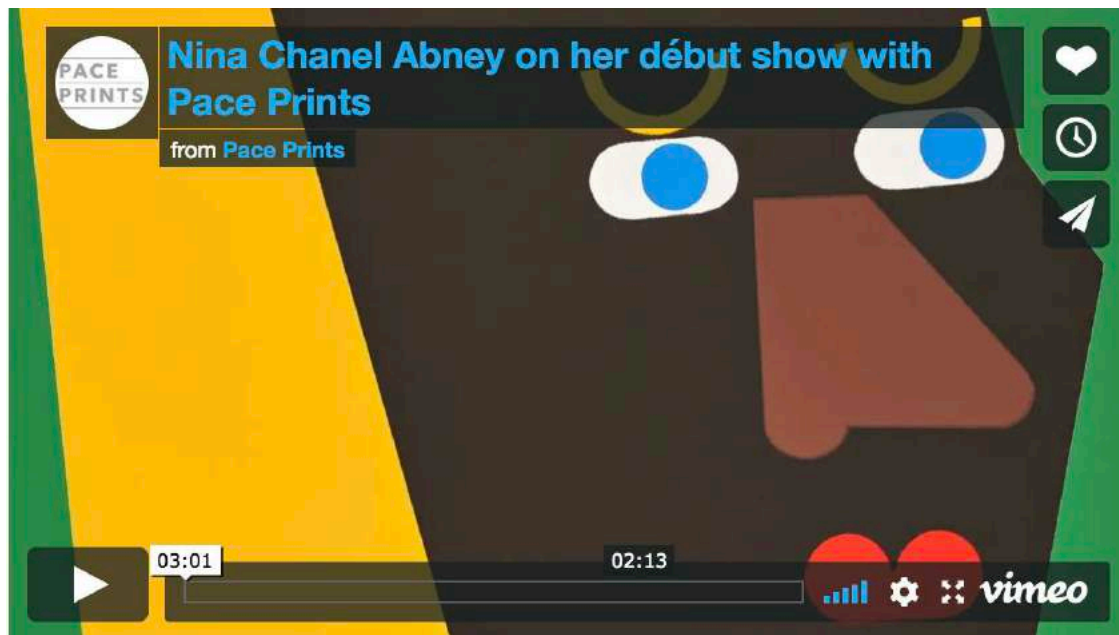 PACE
PRINTS
Nina Chanel Abney on her début show with
Pace Prints
from Pace Prints
03:01
02:13
vimeo